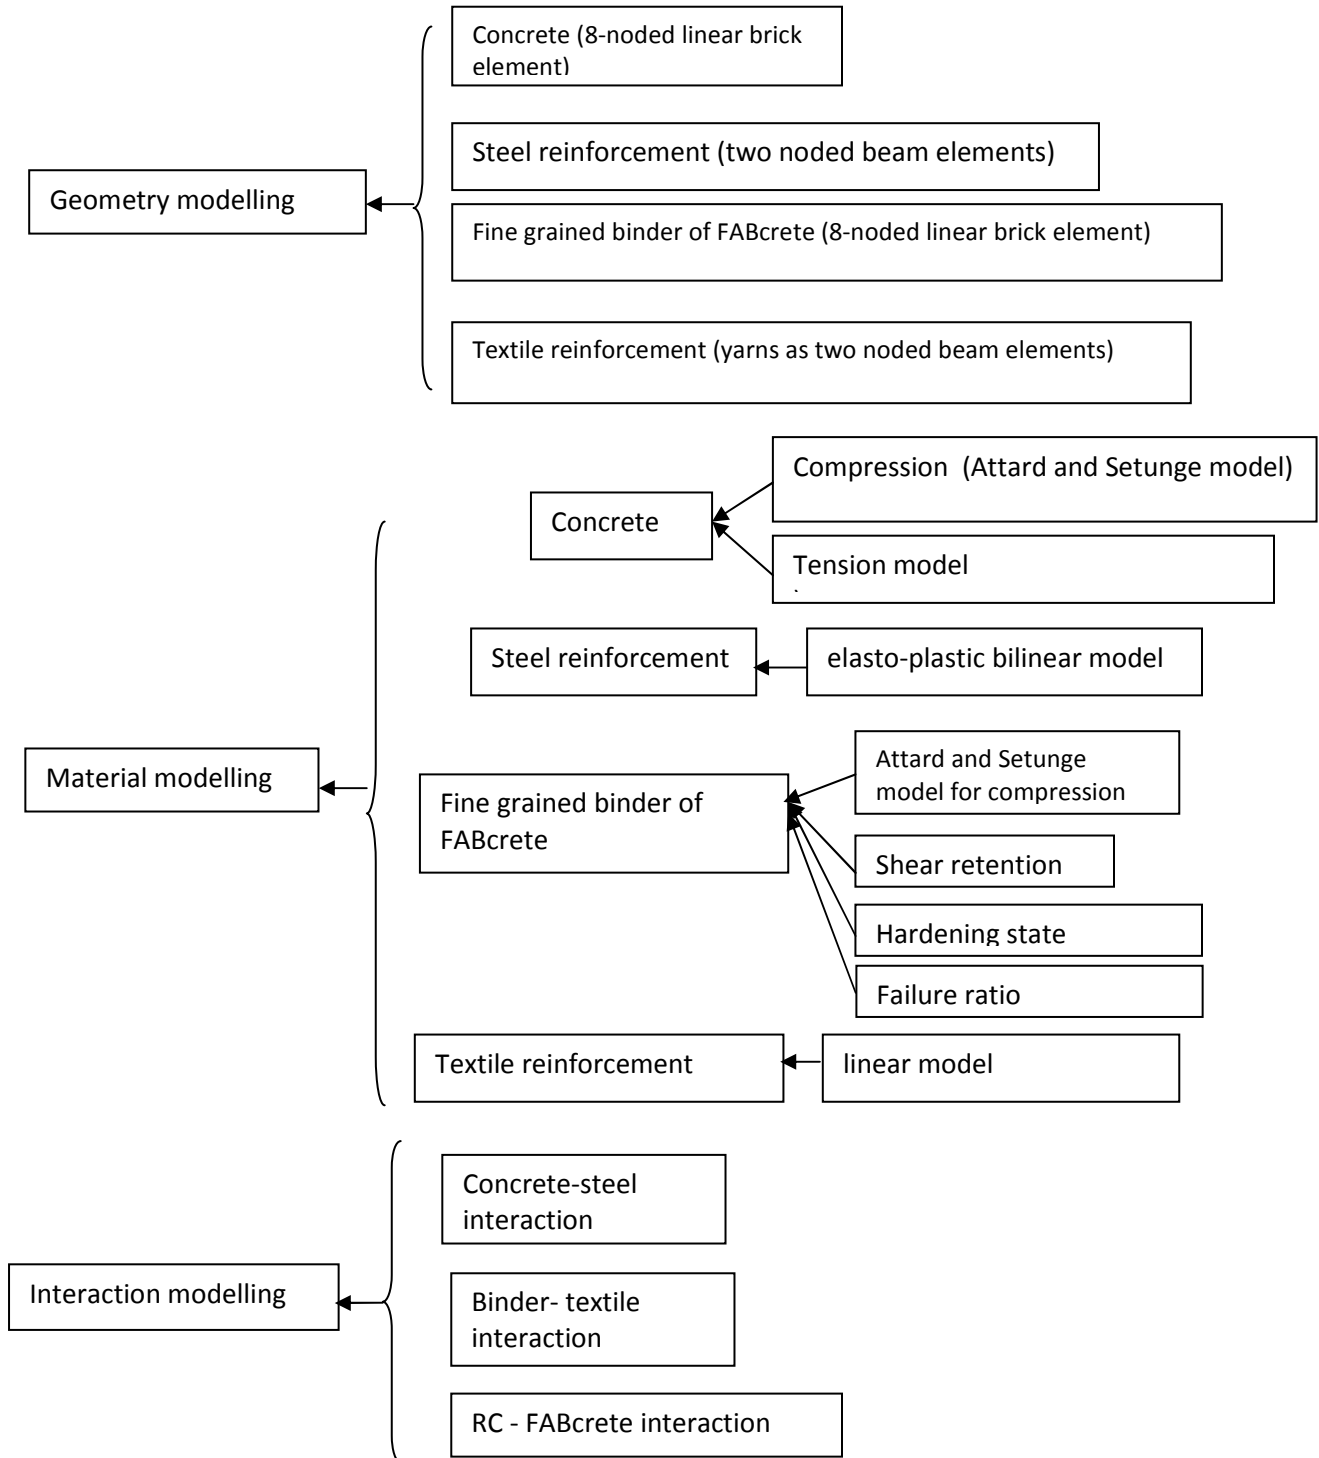 Concrete (8-noded linear brick
element)
Steel reinforcement (two noded beam elements)
Geometry modelling
Fine grained binder of FABcrete (8-noded linear brick element)
Textile reinforcement (yarns as two noded beam elements)
Compression (Attard and Setunge model)
Concrete
Tension model
Steel reinforcement
elasto-plastic bilinear model
Material modelling
Fine grained binder of
FABcrete
Attard and Setunge
model for compression
Shear retention
Hardening state
Failure ratio
Textile reinforcement
linear model
Concrete-steel
interaction
Interaction modelling
Binder- textile
interaction
RC - FABcrete interaction